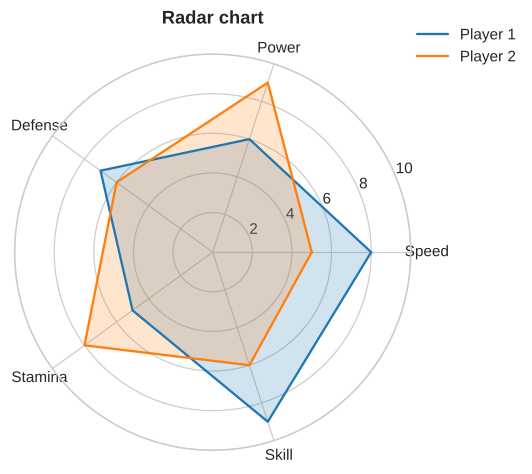 Radar chart
Player 1
Player 2
Power
Defense
10
8
6
4
2
Speed
Stamina
Skill